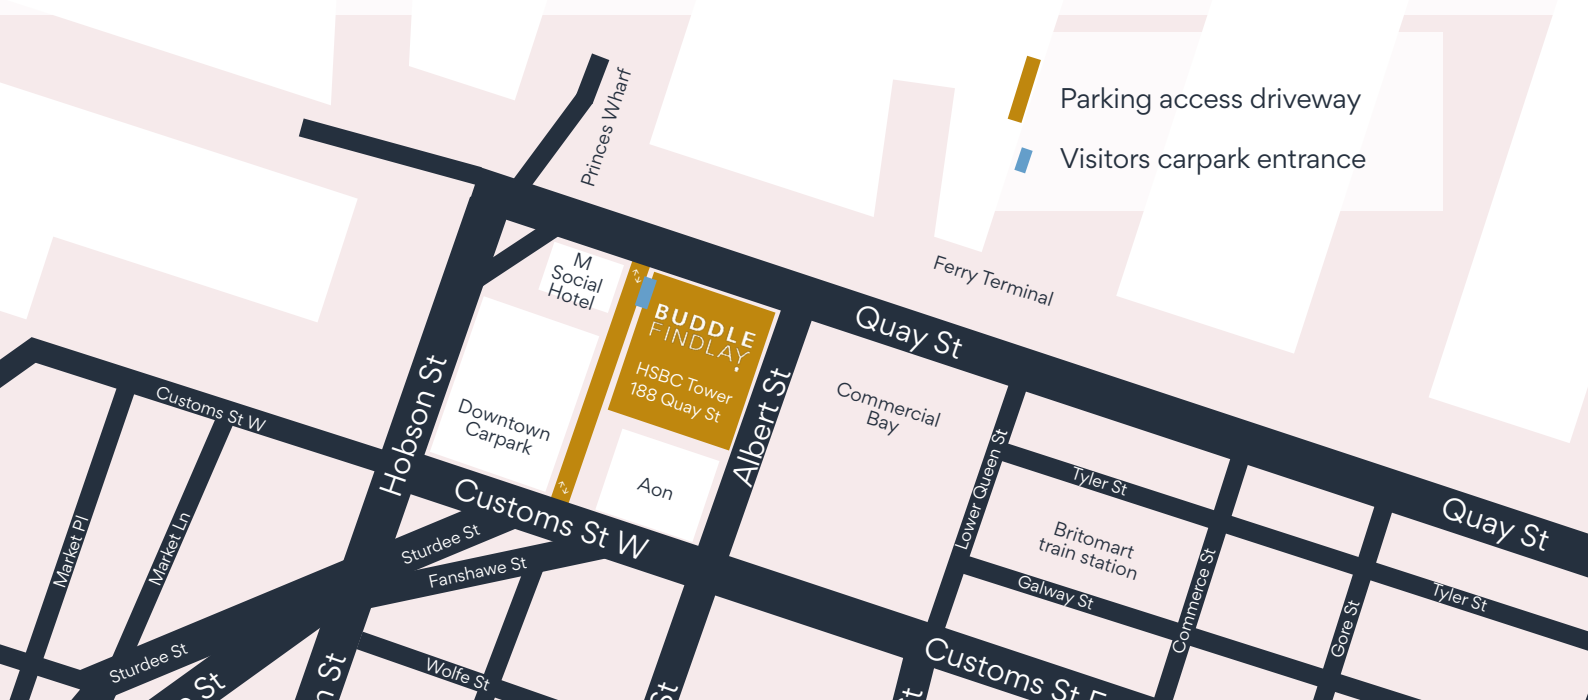 Princes Wharf
Parking access driveway
Visitors carpark entrance
M
Social
Hotel
Ferry Terminal
BUDDLE
FINDLAY
HSBC Tower
188 Quay St
Quay St
Hobson St
Albert St
Commercial
Bay
Customs St W
Downtown
Carpark
Aon
Customs St W
Lower Queen St
Tyler St
Quay St
Britomart
train station
Market Pl
Market Ln
Sturdee St
Fanshawe St
Galway St
Commerce St
Gore St
Tyler St
Sturdee St
Wolfe St
Customs St
St
St
St